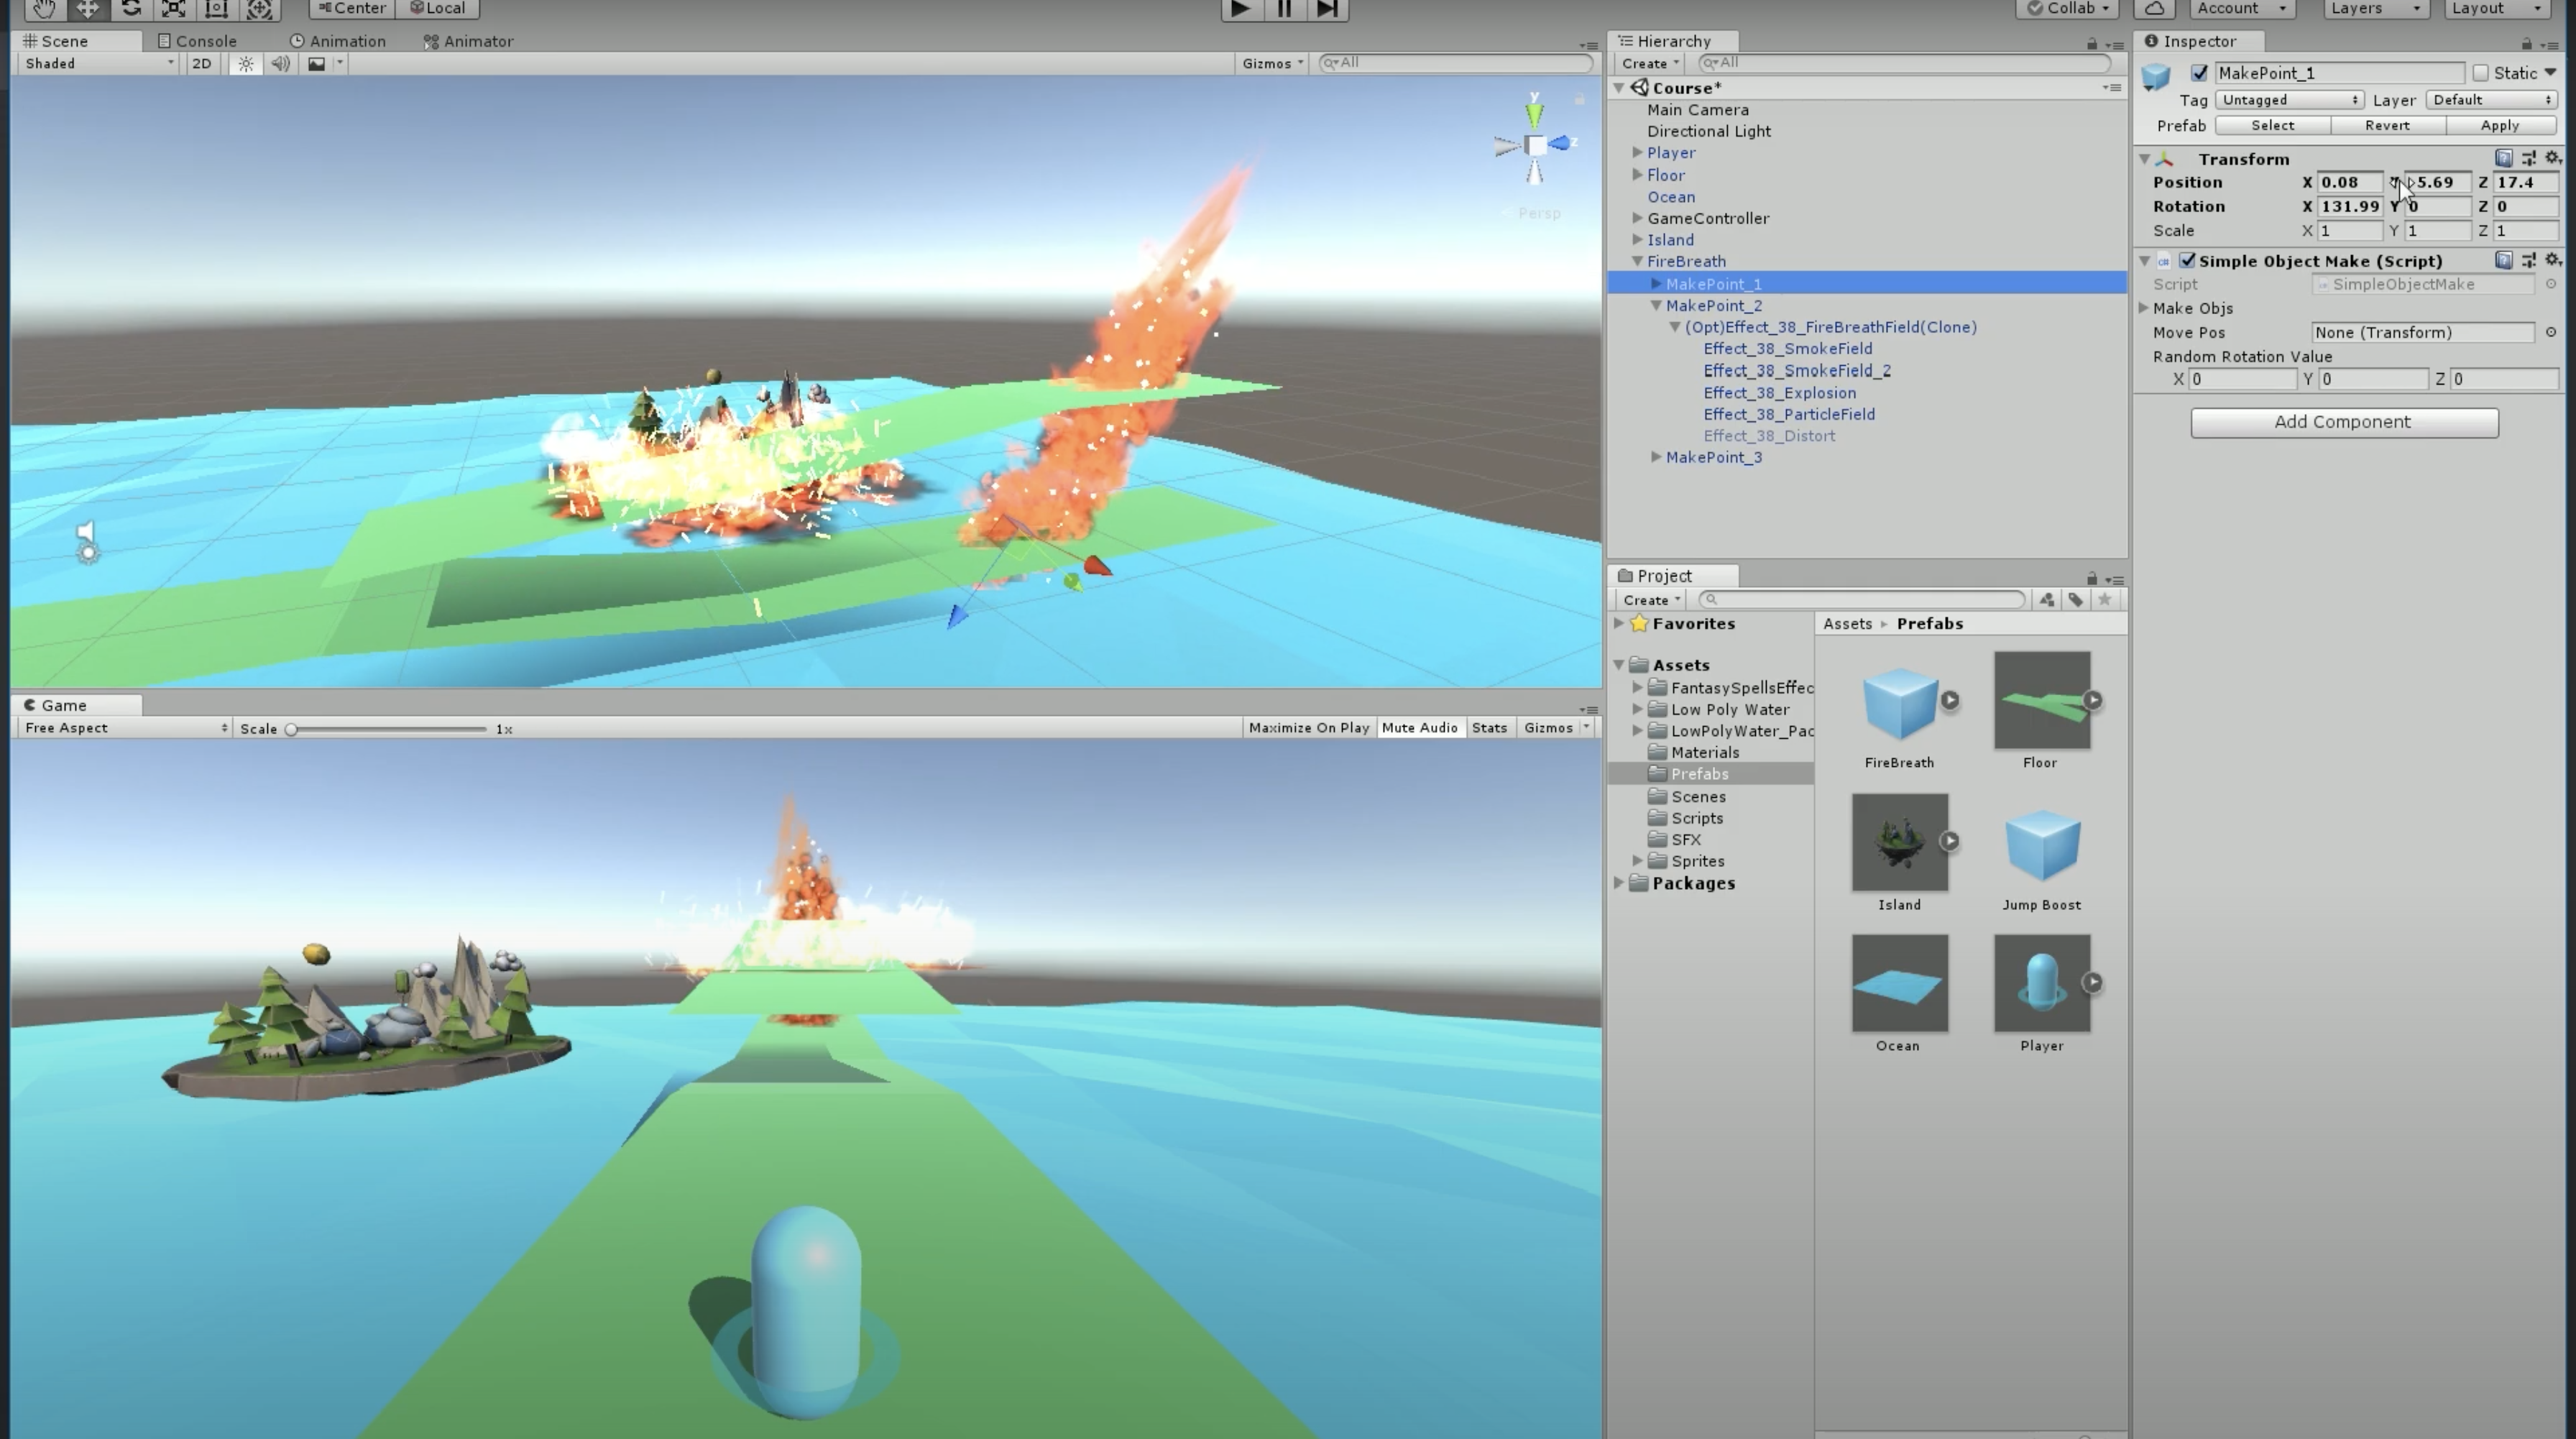 Center Local Collab Account Layers Layout
Scene Console Animation Animator
Shaded 2D Gizmos All
y
z
Persp
Hierarchy
Create All
Course*
Main Camera
Directional Light
Player
Floor
Ocean
GameController
Island
FireBreath
MakePoint_1
MakePoint_2
(Opt)Effect_38_FireBreathField(Clone)
Effect_38_SmokeField
Effect_38_SmokeField_2
Effect_38_Explosion
Effect_38_ParticleField
Effect_38_Distort
MakePoint_3
Inspector
MakePoint_1 Static
Tag Untagged Layer Default
Prefab Select Revert Apply
Transform
Position X 0.08 5.69 Z 17.4
Rotation X 131.99 Y 0 Z 0
Scale X 1 Y 1 Z 1
Simple Object Make (Script)
Script SimpleObjectMake
Make Objs
Move Pos None (Transform)
Random Rotation Value
X 0 Y 0 Z 0
Add Component
Game
Free Aspect Scale 1x Maximize On Play Mute Audio Stats Gizmos
Project
Create
Favorites
Assets
FantasySpellsEffec
Low Poly Water
LowPolyWater_Pac
Materials
Prefabs
Scenes
Scripts
SFX
Sprites
Packages
Assets Prefabs
FireBreath Floor
Island Jump Boost
Ocean Player